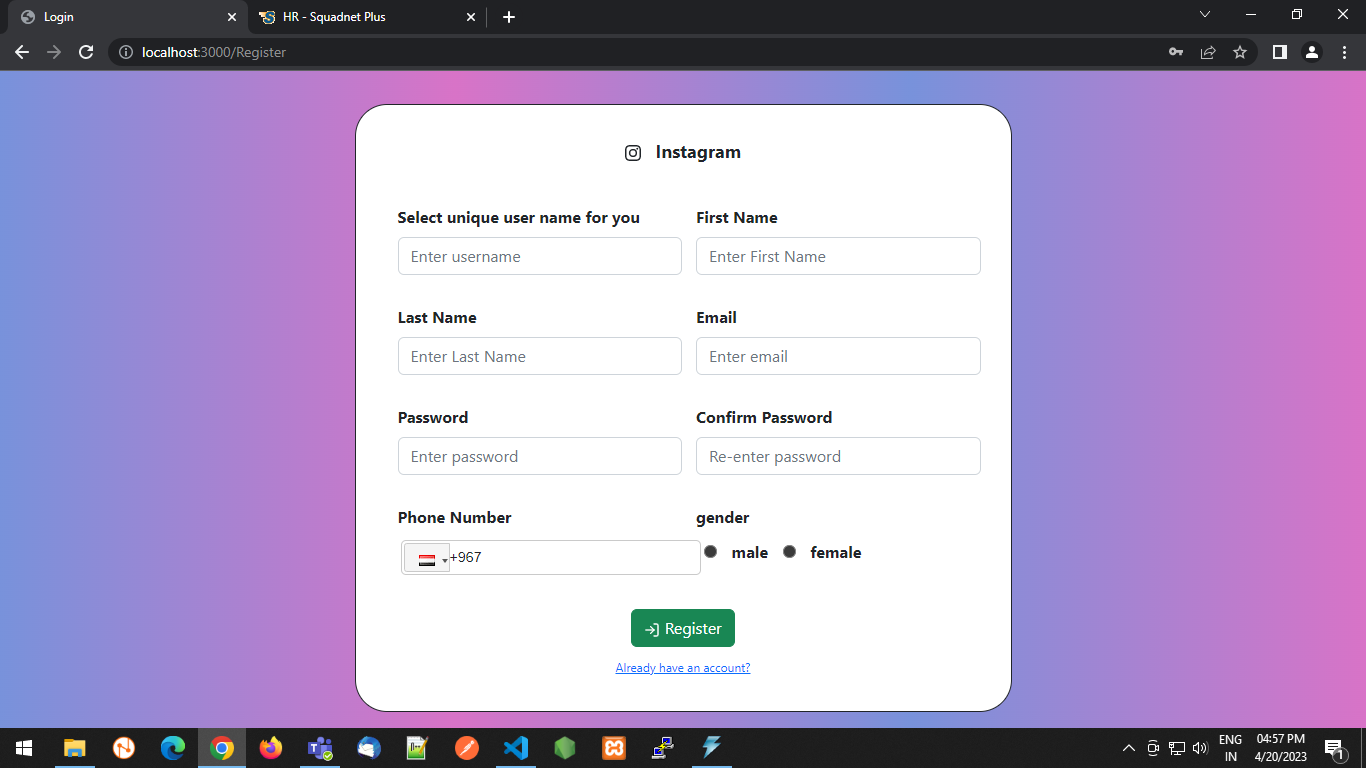 Login
HR - Squadnet Plus
localhost:3000/Register
Instagram
Select unique user name for you
First Name
Enter username
Enter First Name
Last Name
Email
Enter Last Name
Enter email
Password
Confirm Password
Enter password
Re-enter password
Phone Number
gender
+967
male
female
Register
Already have an account?
ENG
IN
04:57 PM
4/20/2023
1